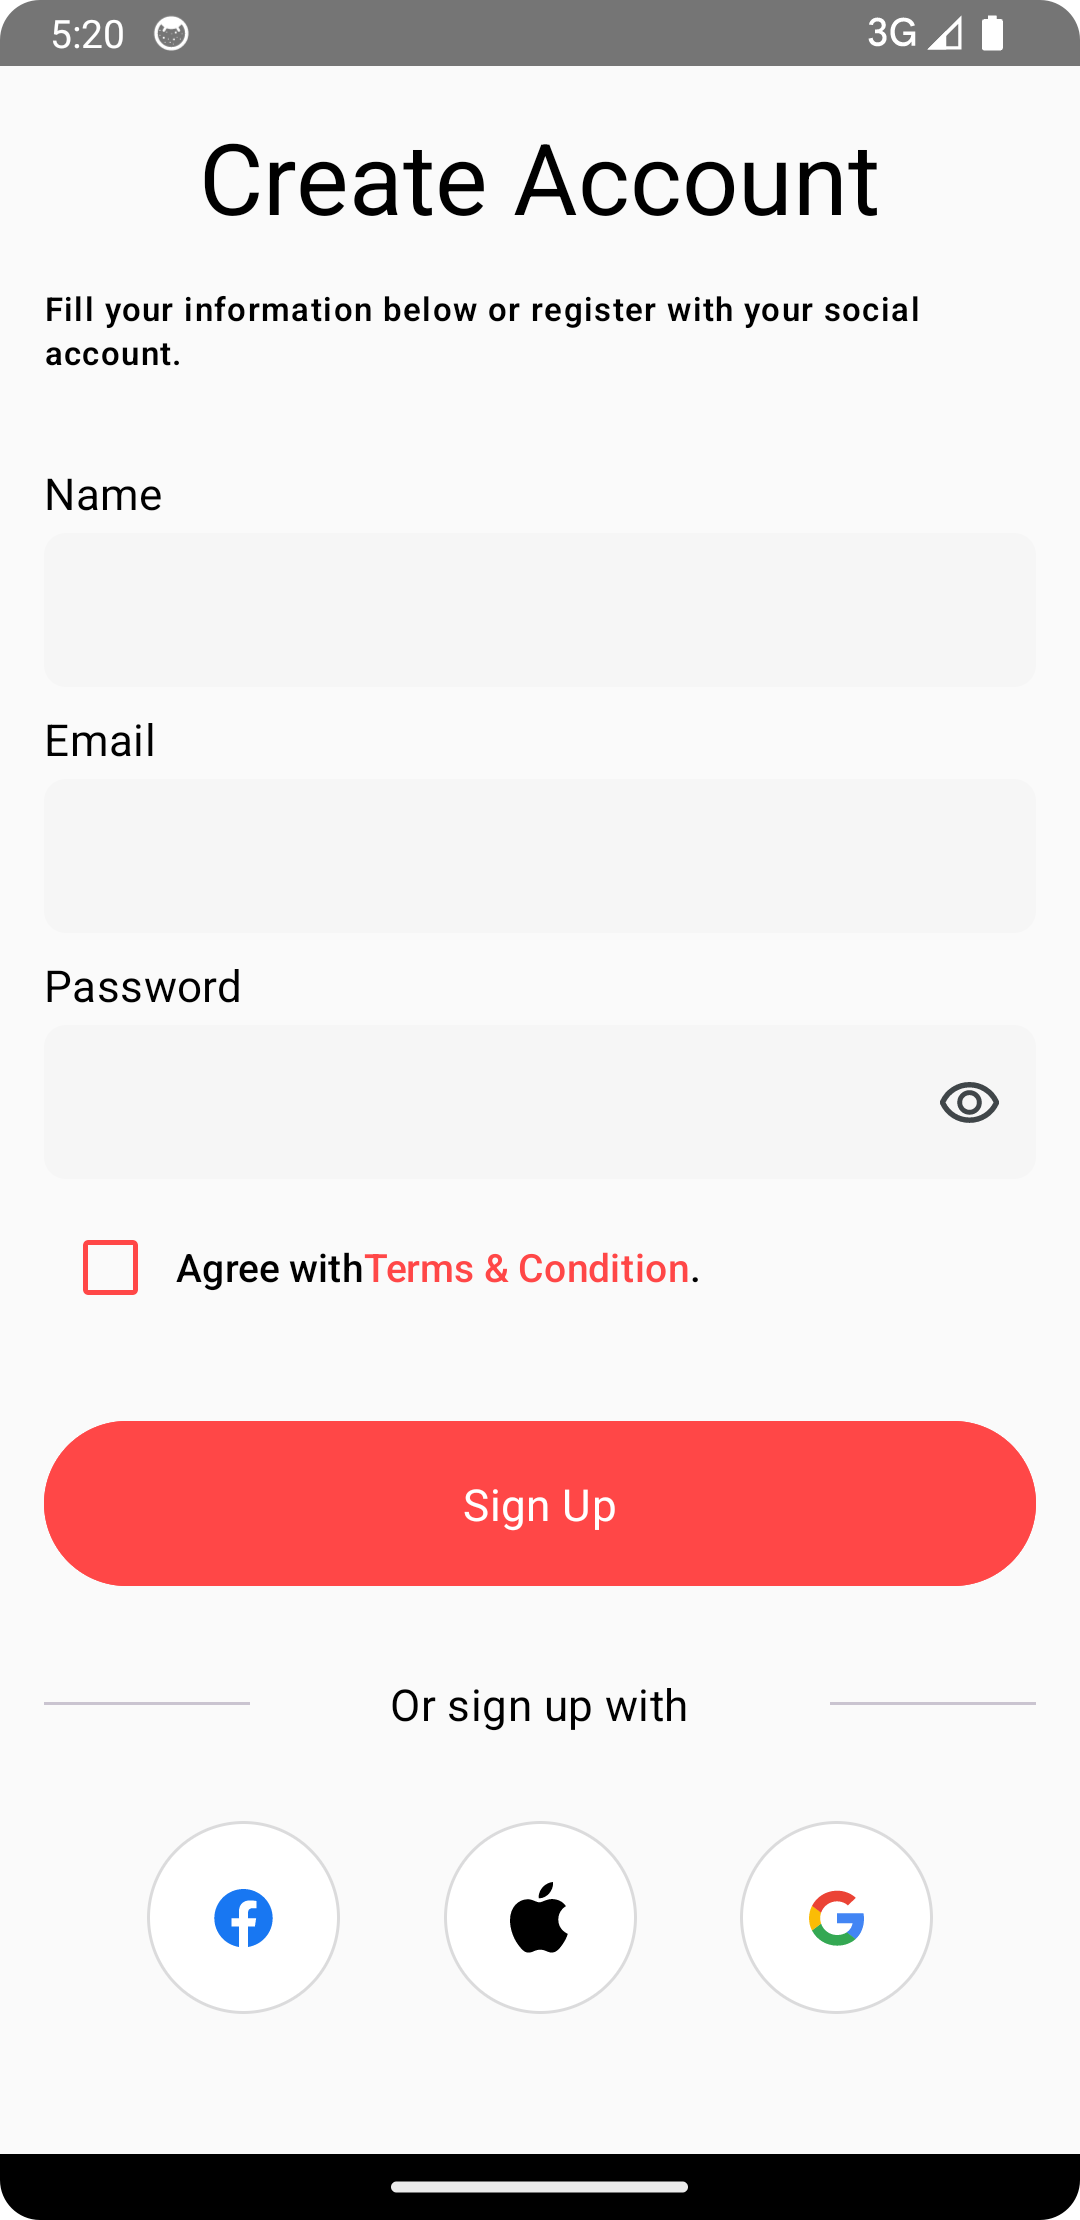 5:20
3G
Create Account
Fill your information below or register with your social
account.
Name
Email
Password
Agree withTerms & Condition.
Sign Up
Or sign up with